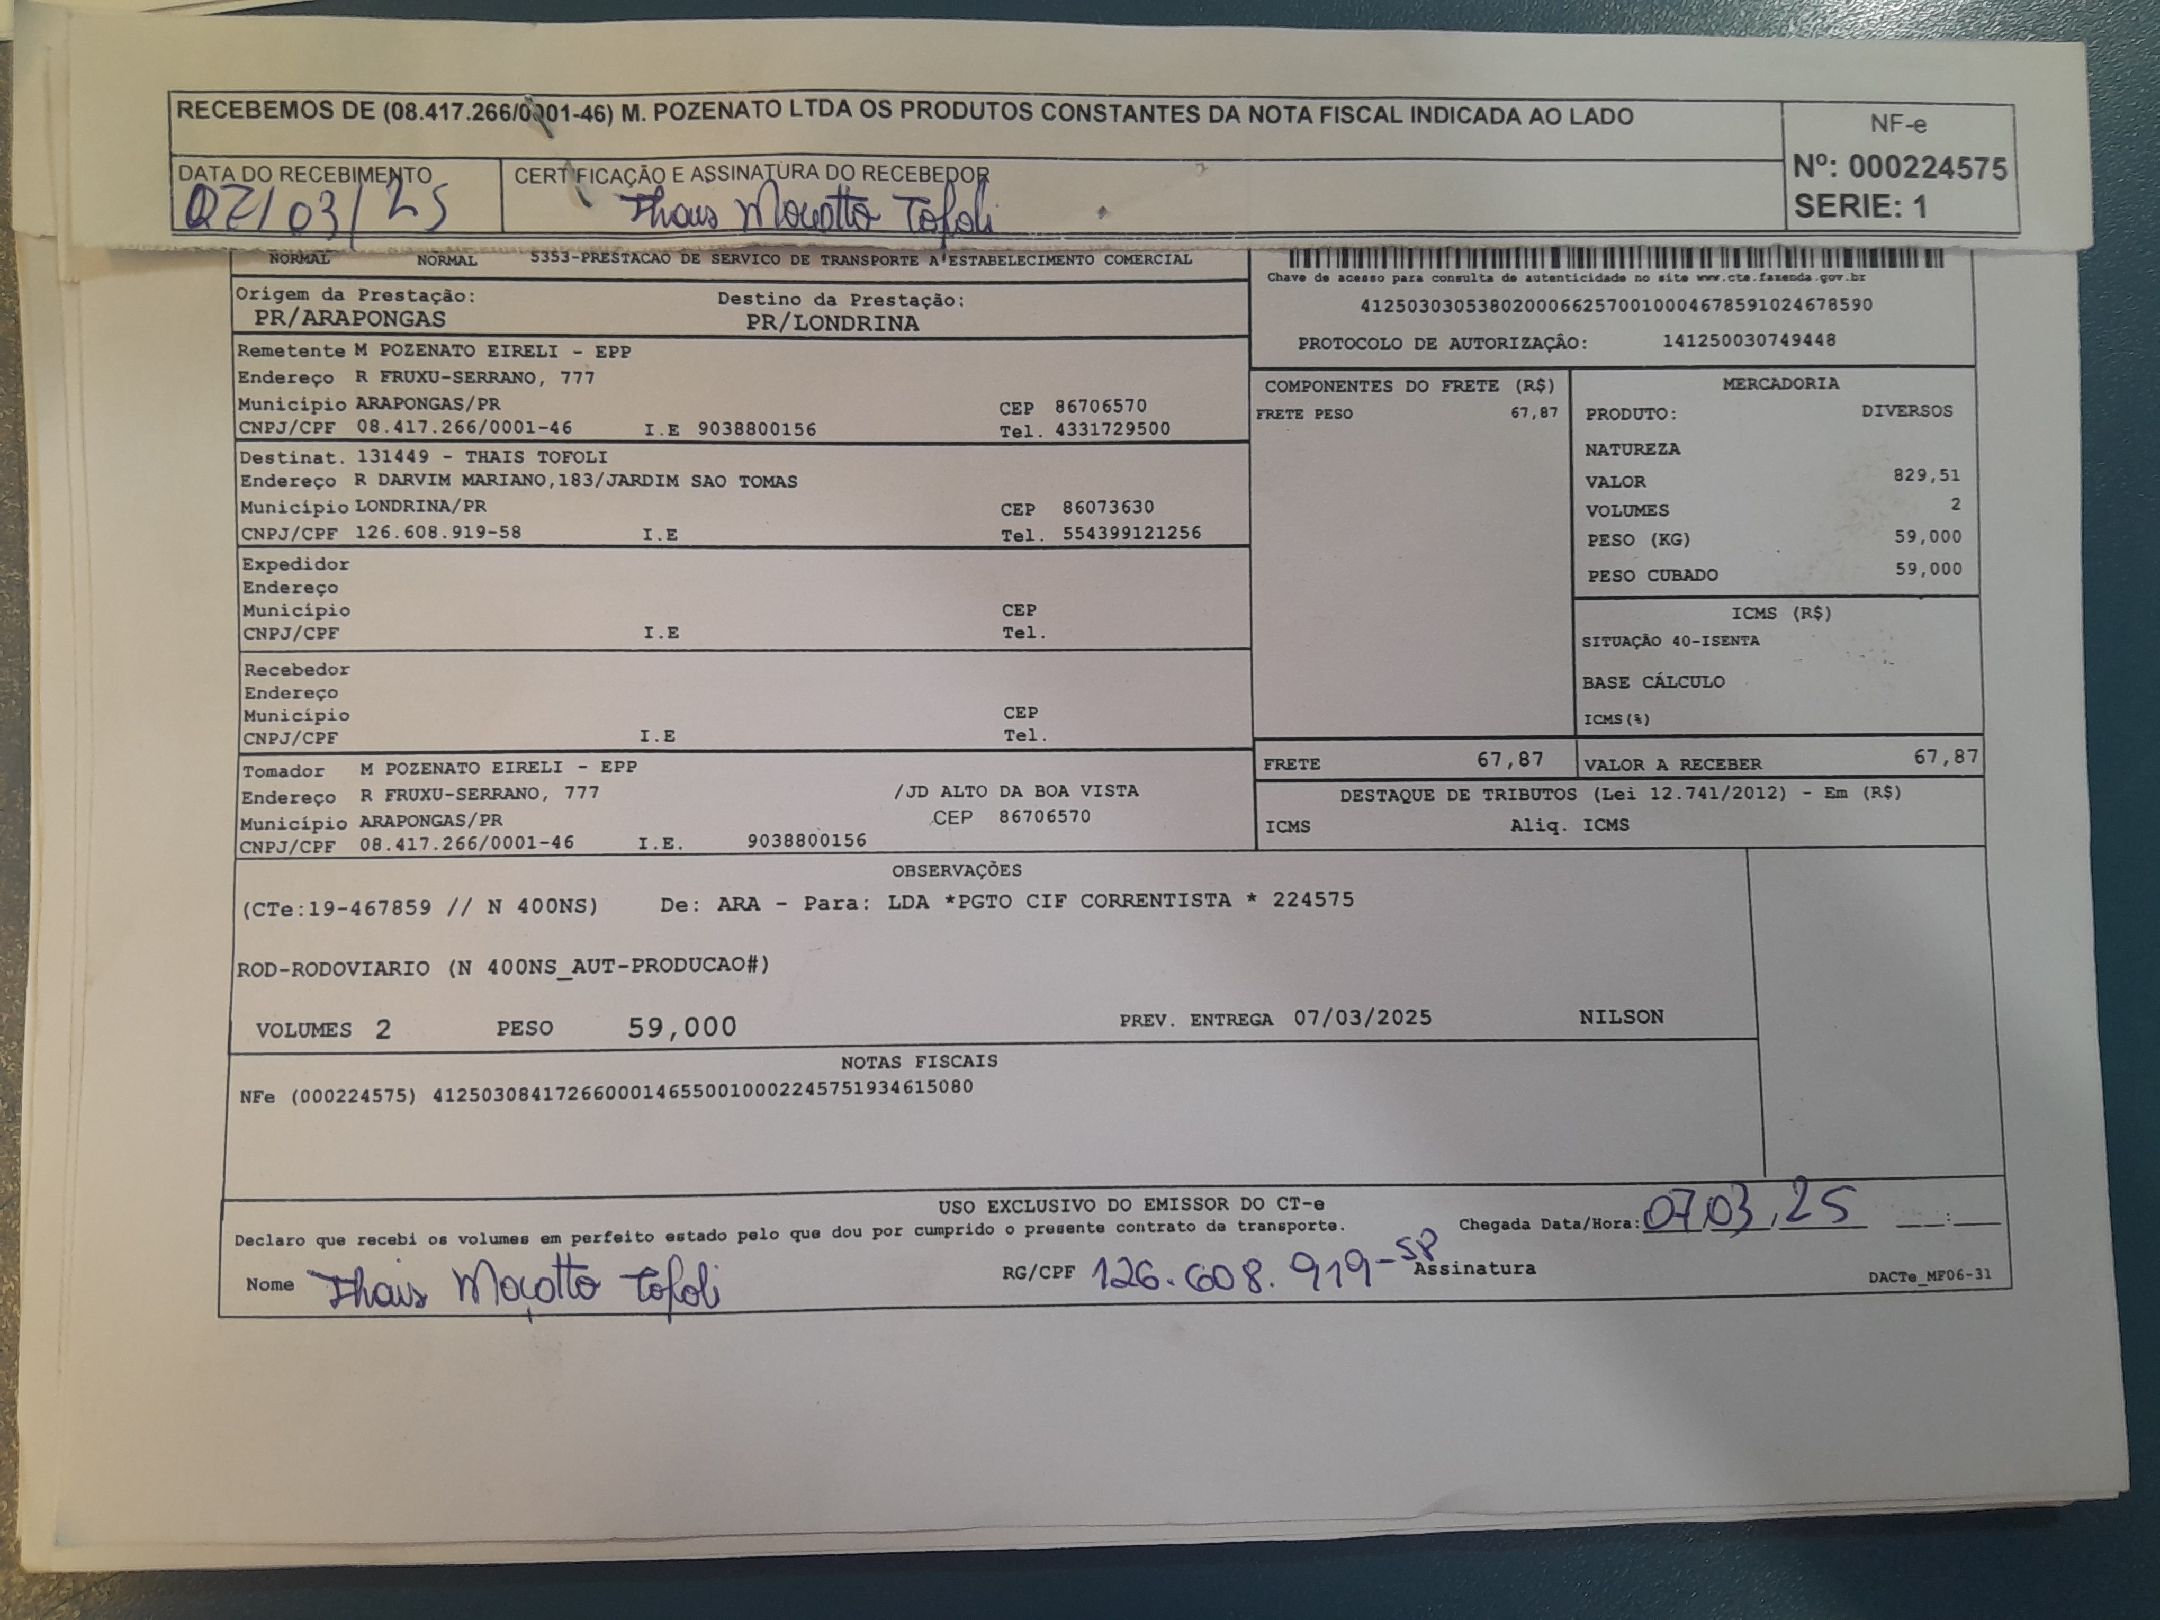 RECEBEMOS DE (08.417.266/0001-46) M. POZENATO LTDA OS PRODUTOS CONSTANTES DA NOTA FISCAL INDICADA AO LADO
NF-e
Nº: 000224575
SERIE: 1
DATA DO RECEBIMENTO
07/03/25
CERTIFICAÇÃO E ASSINATURA DO RECEBEDOR
Thais Moçatto Tofoli
NORMAL NORMAL 5353-PRESTACAO DE SERVICO DE TRANSPORTE A ESTABELECIMENTO COMERCIAL
Chave de acesso para consulta de autenticidade no site www.cte.fazenda.gov.br
41250303053802000662570010004678591024678590
PROTOCOLO DE AUTORIZAÇÂO: 141250030749448
Origem da Prestação: Destino da Prestação:
PR/ARAPONGAS PR/LONDRINA
Remetente M POZENATO EIRELI - EPP
Endereço R FRUXU-SERRANO, 777
Município ARAPONGAS/PR CEP 86706570
CNPJ/CPF 08.417.266/0001-46 I.E 9038800156 Tel. 4331729500
Destinat. 131449 - THAIS TOFOLI
Endereço R DARVIM MARIANO,183/JARDIM SAO TOMAS
Município LONDRINA/PR CEP 86073630
CNPJ/CPF 126.608.919-58 I.E Tel. 554399121256
Expedidor
Endereço
Município CEP
CNPJ/CPF I.E Tel.
Recebedor
Endereço
Município CEP
CNPJ/CPF I.E Tel.
Tomador M POZENATO EIRELI - EPP
Endereço R FRUXU-SERRANO, 777 /JD ALTO DA BOA VISTA
Município ARAPONGAS/PR CEP 86706570
CNPJ/CPF 08.417.266/0001-46 I.E. 9038800156
COMPONENTES DO FRETE (R$)
FRETE PESO 67,87
MERCADORIA
PRODUTO: DIVERSOS
NATUREZA
VALOR 829,51
VOLUMES 2
PESO (KG) 59,000
PESO CUBADO 59,000
ICMS (R$)
SITUAÇÃO 40-ISENTA
BASE CÁLCULO
ICMS(%)
FRETE 67,87 VALOR A RECEBER 67,87
DESTAQUE DE TRIBUTOS (Lei 12.741/2012) - Em (R$)
ICMS Aliq. ICMS
OBSERVAÇÕES
(CTe:19-467859 // N 400NS) De: ARA - Para: LDA *PGTO CIF CORRENTISTA * 224575
ROD-RODOVIARIO (N 400NS_AUT-PRODUCAO#)
VOLUMES 2 PESO 59,000 PREV. ENTREGA 07/03/2025 NILSON
NOTAS FISCAIS
NFe (000224575) 41250308417266000146550010002245751934615080
USO EXCLUSIVO DO EMISSOR DO CT-e
Declaro que recebi os volumes em perfeito estado pelo que dou por cumprido o presente contrato de transporte. Chegada Data/Hora: 07 03, 25 ___:___
Nome Thais Moçatto Tofoli RG/CPF 126.608.919-58 Assinatura
DACTe_MF06-31